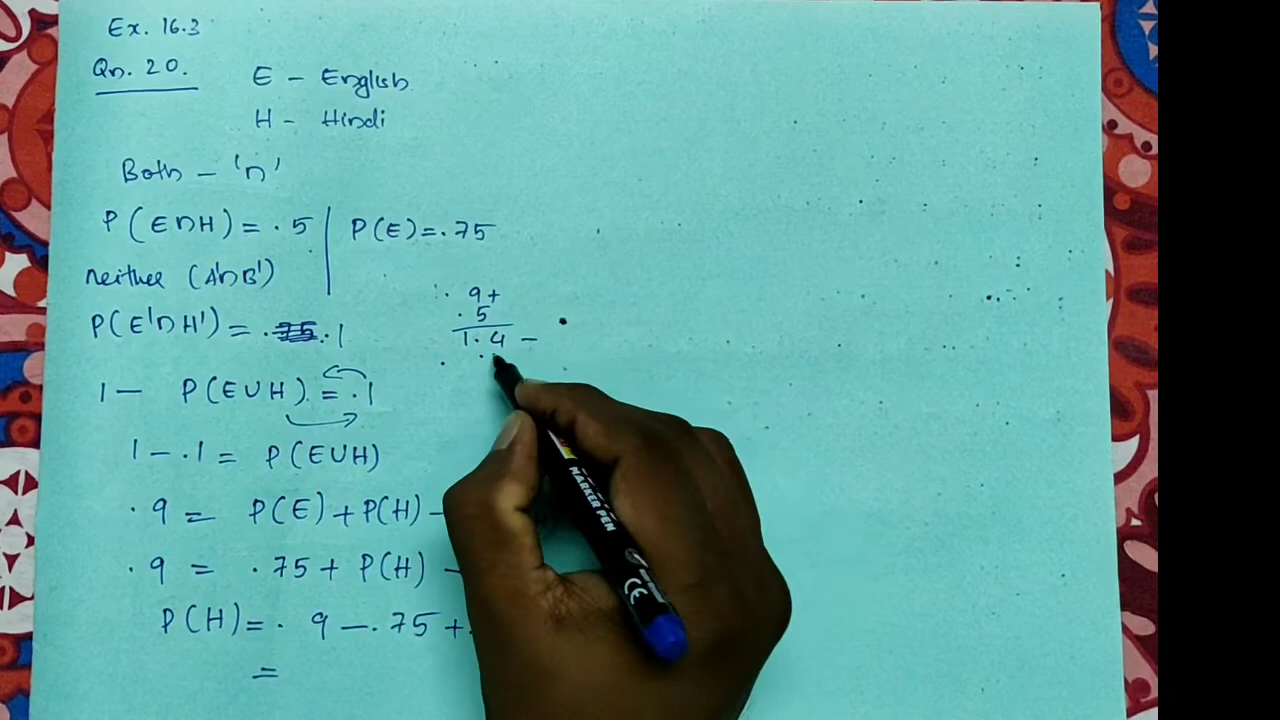 Ex. 16.3
Qn. 20.
E - English
H - Hindi
Both - '∩'
P(E∩H) = .5 | P(E) = .75
neither (A'∩B')
P(E'∩H') = .1
1 - P(E∪H) = .1
1 - .1 = P(E∪H)
.9 = P(E) + P(H) -
.9 = .75 + P(H) -
P(H) = .9 - .75 +
=
.9 +
.5
1.4 -
MARKER PEN
CE